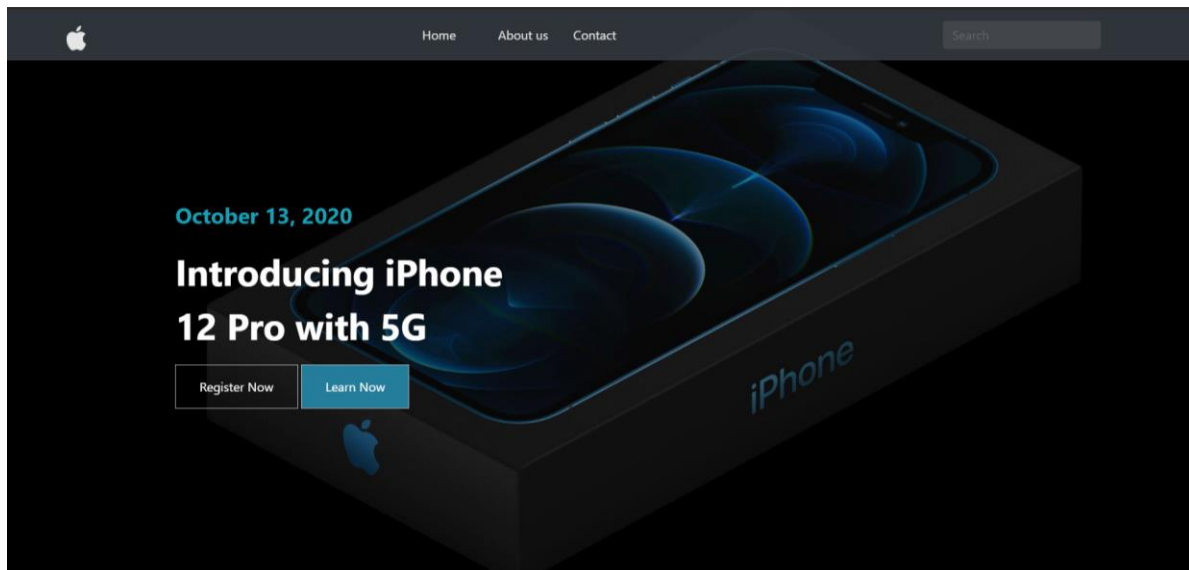 Home About us Contact Search
October 13, 2020
Introducing iPhone
12 Pro with 5G
Register Now Learn Now
iPhone